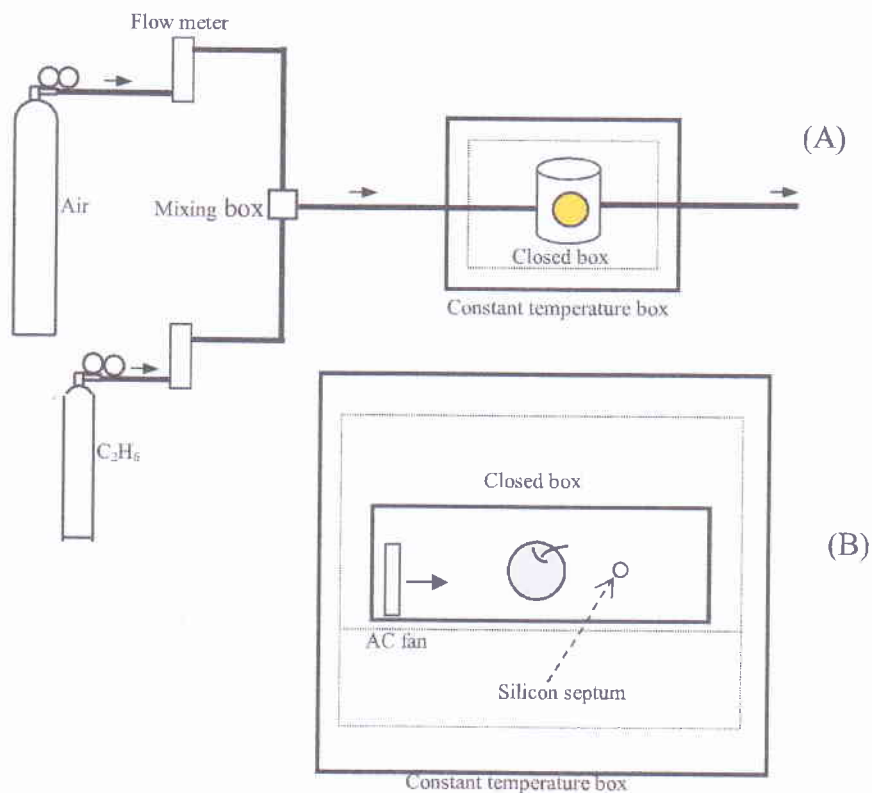 Flow meter
(A)
Air
Mixing box
Closed box
Constant temperature box
C₂H₆
Closed box
(B)
AC fan
Silicon septum
Constant temperature box